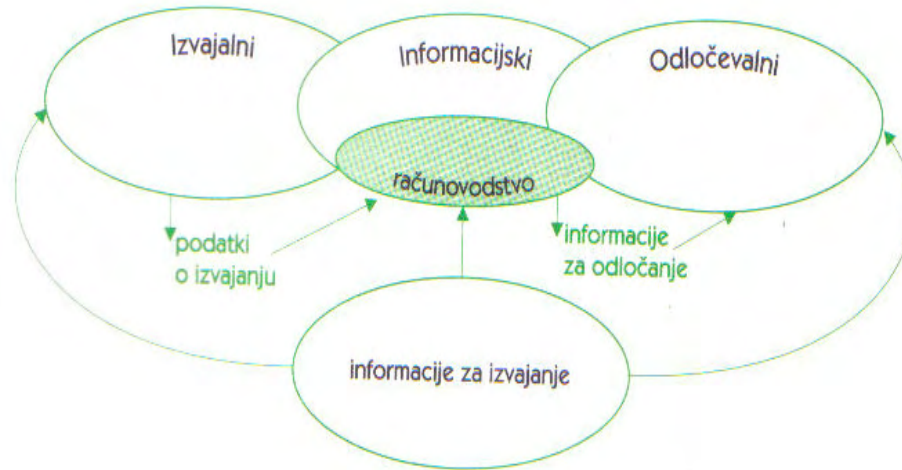 Izvajalni
Informacijski
Odločevalni
računovodstvo
podatki
o izvajanju
informacije
za odločanje
informacije za izvajanje